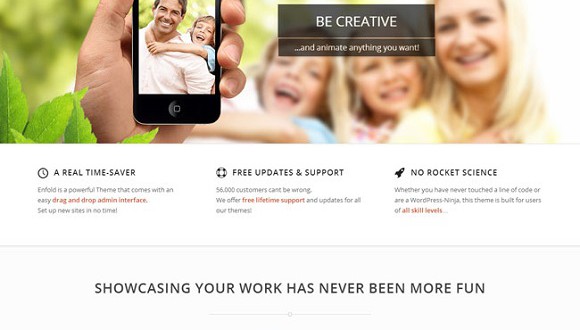 BE CREATIVE
...and animate anything you want!
A REAL TIME-SAVER
Enfold is a powerful Theme that comes with an
easy drag and drop admin interface.
Set up new sites in no time!
FREE UPDATES & SUPPORT
56.000 customers cant be wrong.
We offer free lifetime support and updates for all
our themes!
NO ROCKET SCIENCE
Whether you have never touched a line of code or
are a WordPress-Ninja, this theme is built for users
of all skill levels...
SHOWCASING YOUR WORK HAS NEVER BEEN MORE FUN